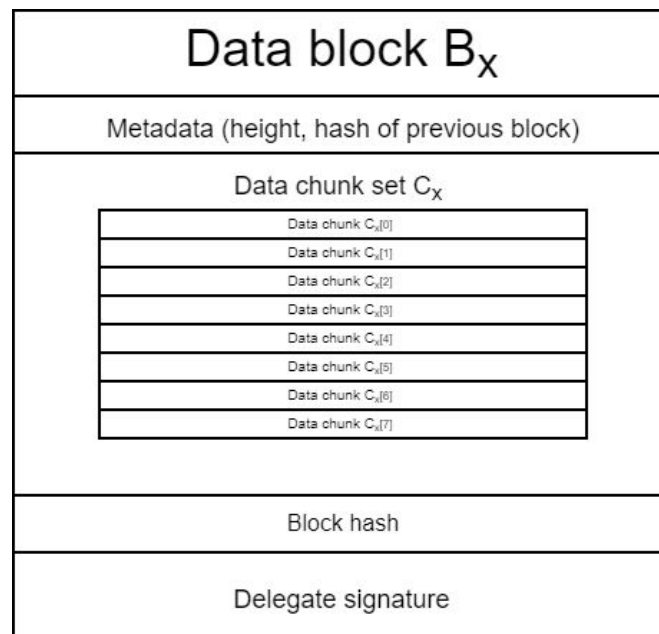 Data block Bₓ
Metadata (height, hash of previous block)
Data chunk set Cₓ
Data chunk Cₓ[0]
Data chunk Cₓ[1]
Data chunk Cₓ[2]
Data chunk Cₓ[3]
Data chunk Cₓ[4]
Data chunk Cₓ[5]
Data chunk Cₓ[6]
Data chunk Cₓ[7]
Block hash
Delegate signature